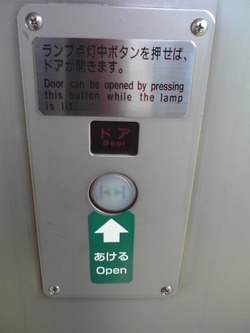 ランプ点灯中ボタンを押せば、
ドアが開きます。
Door can be opened by pressing
this button while the lamp
is lit.
ドア
Door
あける
Open